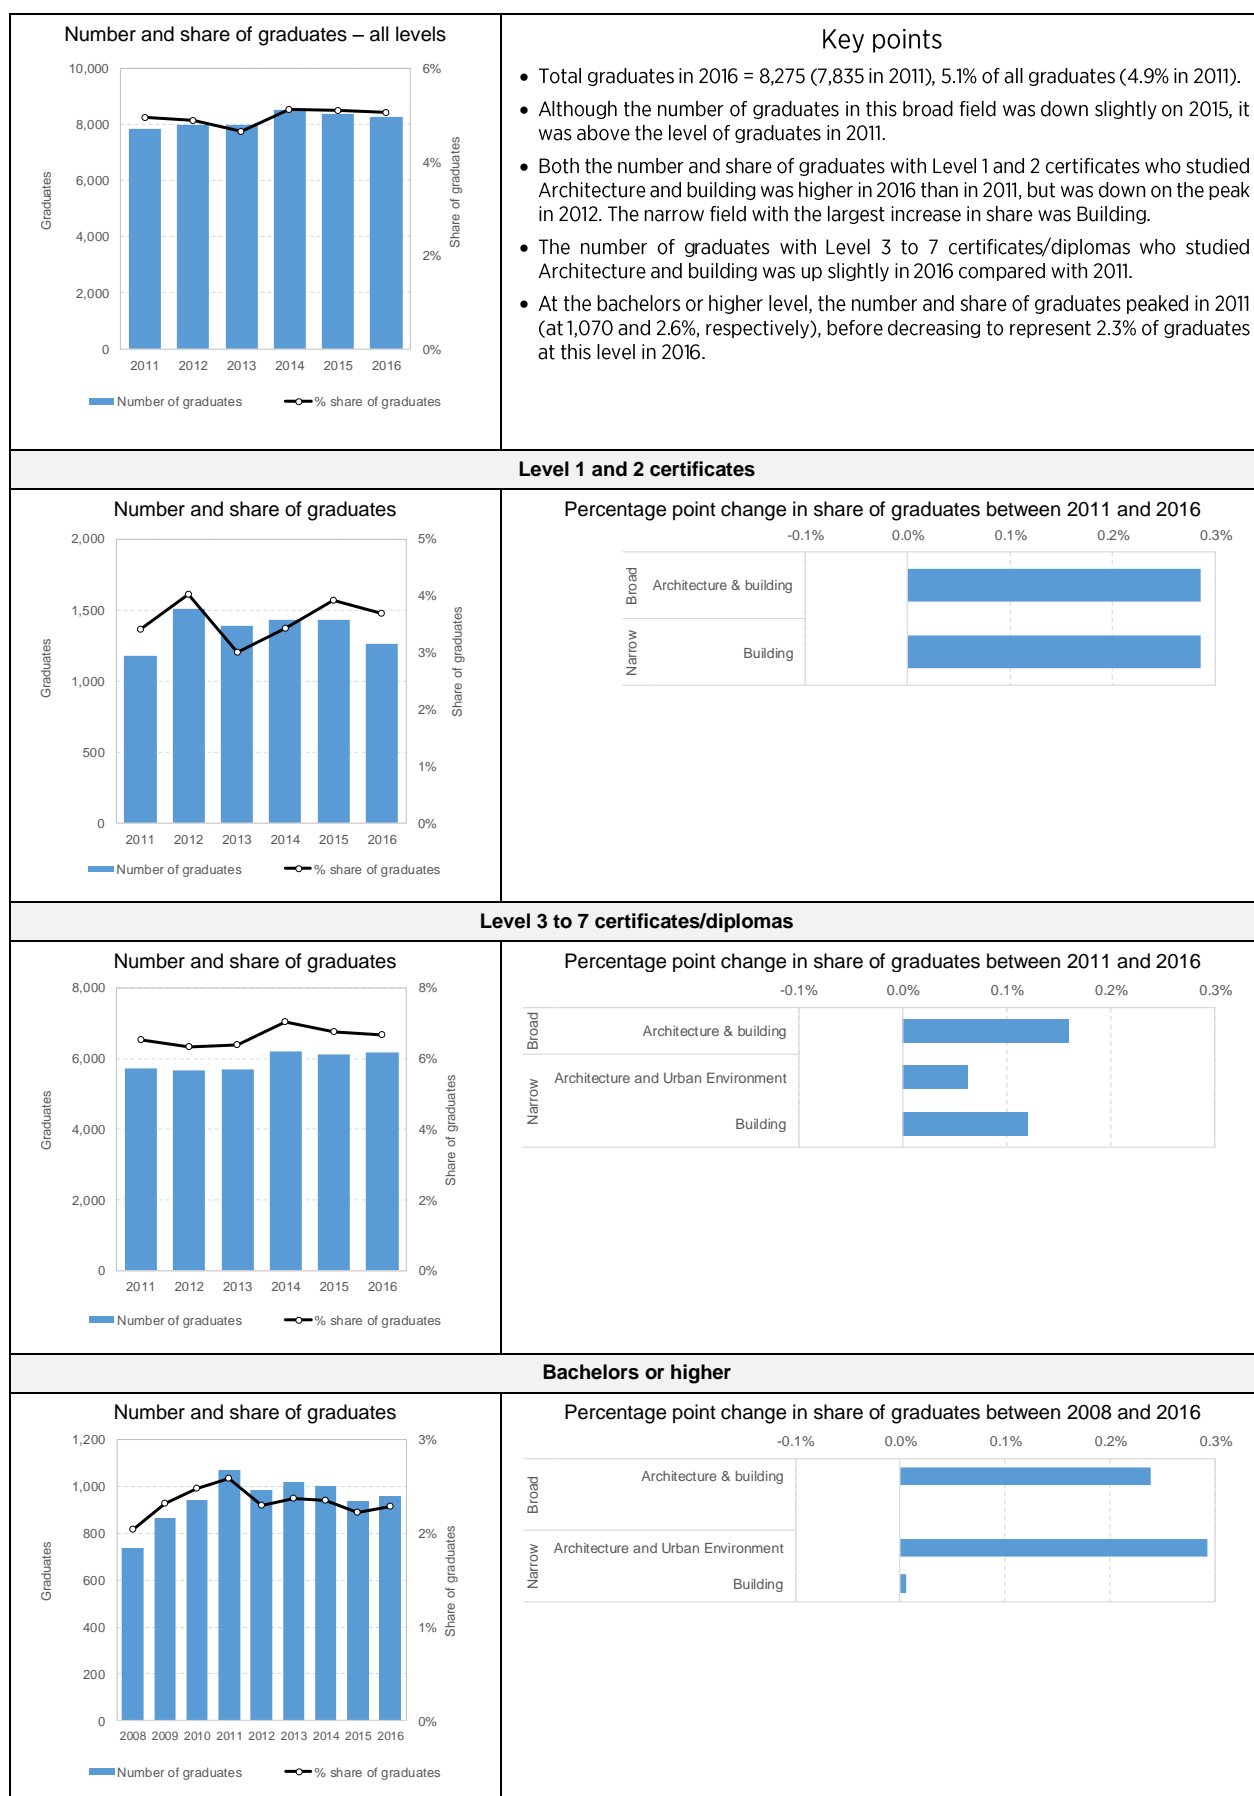 Number and share of graduates – all levels
10,000
8,000
6,000
4,000
2,000
0
6%
4%
2%
0%
Graduates
Share of graduates
2011 2012 2013 2014 2015 2016
Number of graduates % share of graduates
Key points
• Total graduates in 2016 = 8,275 (7,835 in 2011), 5.1% of all graduates (4.9% in 2011).
• Although the number of graduates in this broad field was down slightly on 2015, it
was above the level of graduates in 2011.
• Both the number and share of graduates with Level 1 and 2 certificates who studied
Architecture and building was higher in 2016 than in 2011, but was down on the peak
in 2012. The narrow field with the largest increase in share was Building.
• The number of graduates with Level 3 to 7 certificates/diplomas who studied
Architecture and building was up slightly in 2016 compared with 2011.
• At the bachelors or higher level, the number and share of graduates peaked in 2011
(at 1,070 and 2.6%, respectively), before decreasing to represent 2.3% of graduates
at this level in 2016.
Level 1 and 2 certificates
Number and share of graduates
2,000
1,500
1,000
500
0
5%
4%
3%
2%
1%
0%
Graduates
Share of graduates
2011 2012 2013 2014 2015 2016
Number of graduates % share of graduates
Percentage point change in share of graduates between 2011 and 2016
-0.1% 0.0% 0.1% 0.2% 0.3%
Broad
Architecture & building
Narrow
Building
Level 3 to 7 certificates/diplomas
Number and share of graduates
8,000
6,000
4,000
2,000
0
8%
6%
4%
2%
0%
Graduates
Share of graduates
2011 2012 2013 2014 2015 2016
Number of graduates % share of graduates
Percentage point change in share of graduates between 2011 and 2016
-0.1% 0.0% 0.1% 0.2% 0.3%
Broad
Architecture & building
Narrow
Architecture and Urban Environment
Building
Bachelors or higher
Number and share of graduates
1,200
1,000
800
600
400
200
0
3%
2%
1%
0%
Graduates
Share of graduates
2008 2009 2010 2011 2012 2013 2014 2015 2016
Number of graduates % share of graduates
Percentage point change in share of graduates between 2008 and 2016
-0.1% 0.0% 0.1% 0.2% 0.3%
Broad
Architecture & building
Narrow
Architecture and Urban Environment
Building